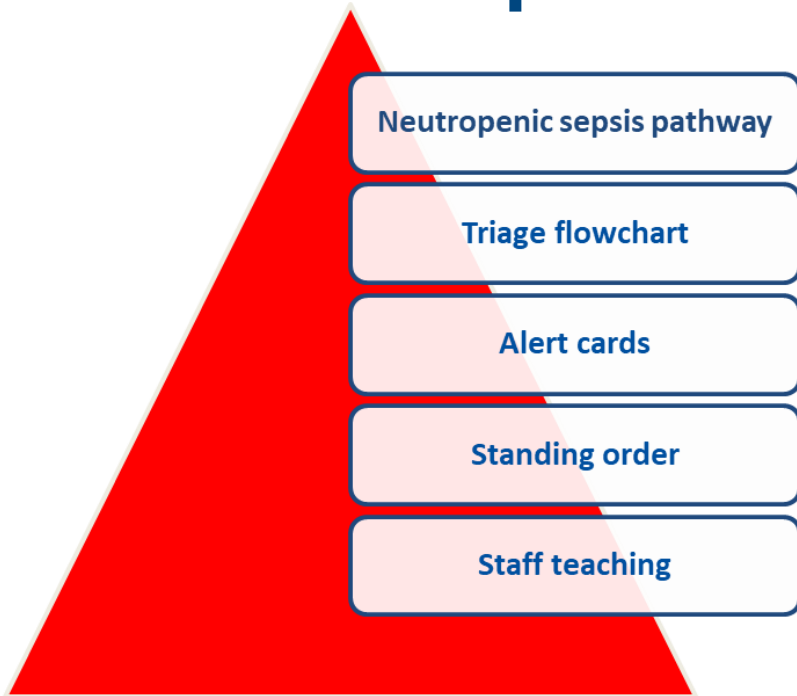 Neutropenic sepsis pathway
Triage flowchart
Alert cards
Standing order
Staff teaching